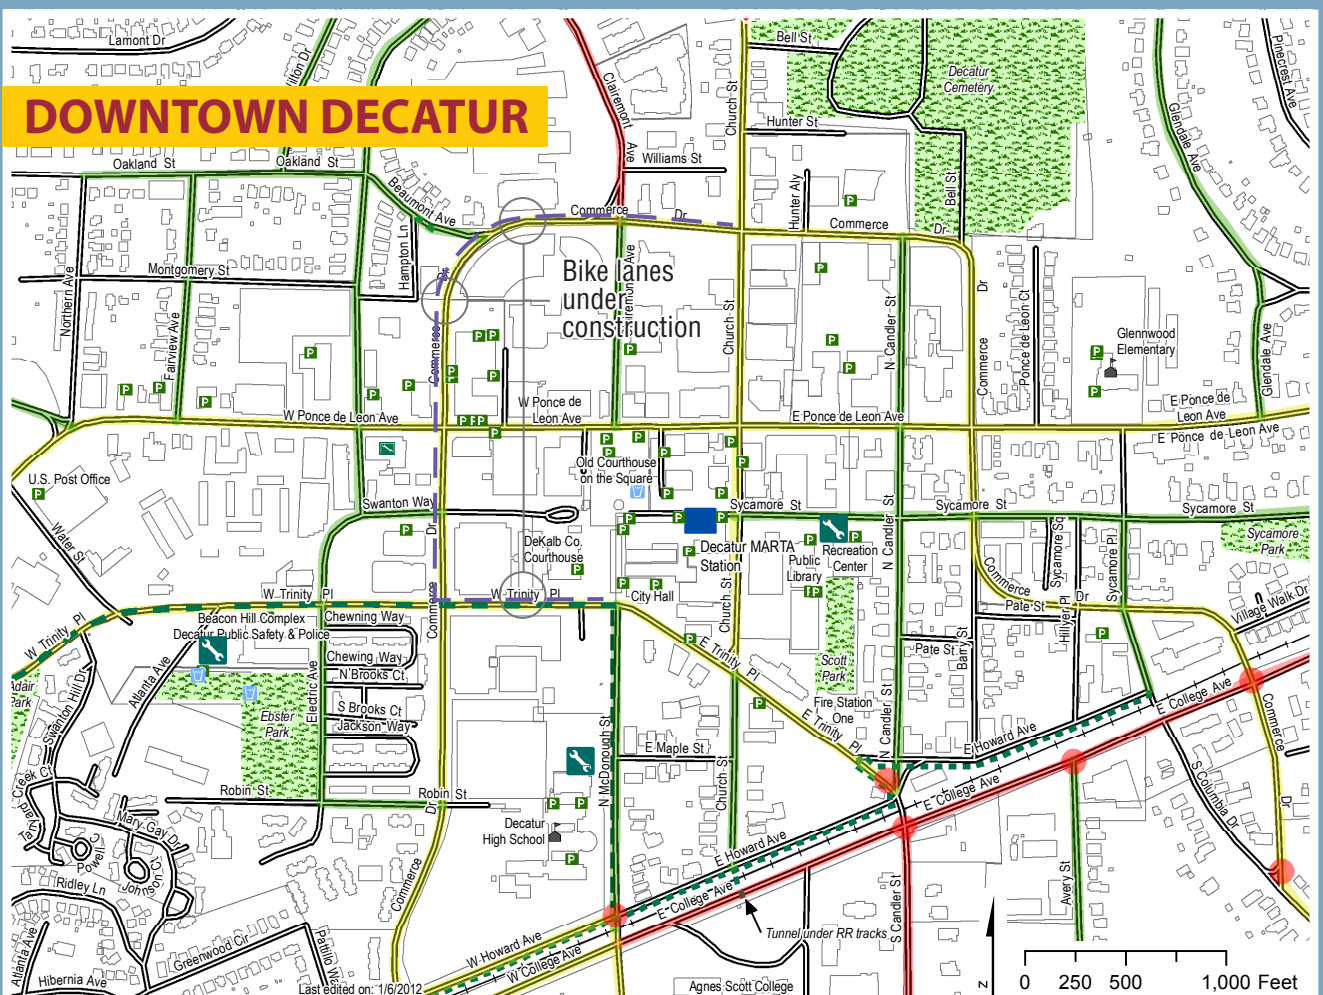 Lamont Dr
Hilton Dr
Clairemont Ave
Church St
Bell St
Decatur
Cemetery
Glendale Ave
Pinecrest Ave
DOWNTOWN DECATUR
Hunter St
Oakland St
Oakland St
Williams St
Beaumont Ave
Hunter Aly
Bell St
Commerce Dr
Commerce Dr
Hampton Ln
Northern Ave
Montgomery St
Fairview Ave
Bike lanes
under
construction
Church St
N Candler St
Commerce Dr
Ponce de Leon Ct
Glennwood
Elementary
Glendale Ave
Commerce Dr
W Ponce de Leon Ave
W Ponce de
Leon Ave
E Ponce de Leon Ave
E Ponce de
Leon Ave
E Ponce de Leon Ave
U.S. Post Office
Old Courthouse
on the Square
Swanton Way
Sycamore St
Sycamore St
Sycamore St
Water St
DeKalb Co.
Courthouse
Decatur MARTA
Station
Public
Library
Recreation
Center
N Candler St
Commerce Dr
Sycamore Sq
Sycamore Pl
Sycamore
Park
W Trinity Pl
W Trinity Pl
City Hall
Church St
Pate St
Hillyer Pl
Village Walk Dr
Beacon Hill Complex
Decatur Public Safety & Police
Chewning Way
Commerce Dr
W Trinity Pl
E Trinity Pl
Pate St
Barry St
Chewing Way
N Brooks Ct
Adair
Park
Swanton Hill Dr
Atlanta Ave
Electric Ave
Scott
Park
S Brooks Ct
Jackson Way
Ebster
Park
Fire Station
One
E Trinity Pl
N Candler St
E College Ave
Commerce Dr
E Howard Ave
E Maple St
N McDonough St
Church St
Robin St
Robin St
E College Ave
S Columbia Dr
Creek C
Mary Gay Dr
Decatur
High School
E Howard Ave
Powell
Johnson
Ridley Ln
E College Ave
Commerce Dr
S Candler St
Avery St
Tunnel under RR tracks
Greenwood Cir
Atlanta Ave
Hibernia Ave
W Howard Ave
W College Ave
Agnes Scott College
Last edited on: 1/6/2012
N
0 250 500 1,000 Feet